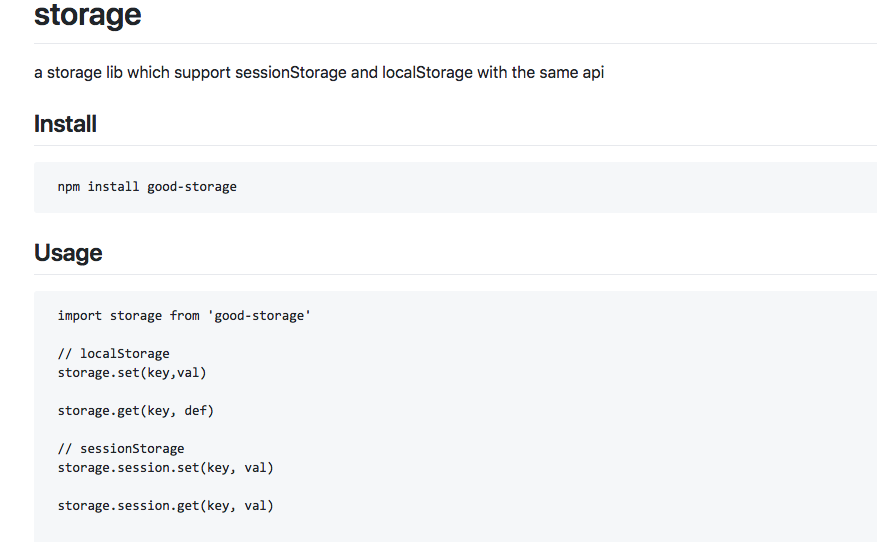 storage
a storage lib which support sessionStorage and localStorage with the same api
Install
npm install good-storage
Usage
import storage from 'good-storage'
// localStorage
storage.set(key,val)
storage.get(key, def)
// sessionStorage
storage.session.set(key, val)
storage.session.get(key, val)